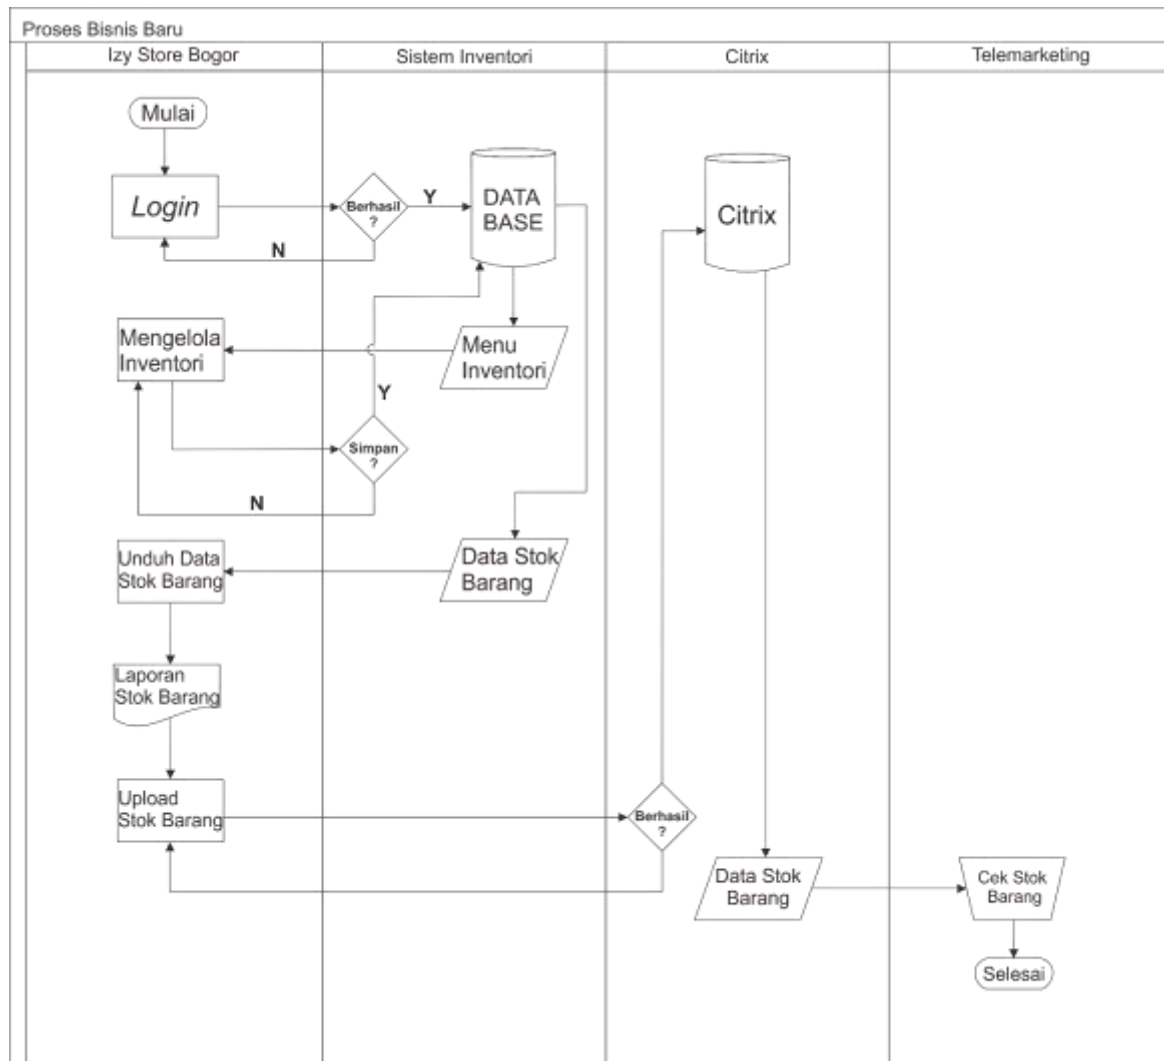 Proses Bisnis Baru
Izy Store Bogor
Sistem Inventori
Citrix
Telemarketing
Mulai
Login
Berhasil
?
Y
N
DATA
BASE
Citrix
Mengelola
Inventori
Menu
Inventori
Y
Simpan
?
N
Unduh Data
Stok Barang
Data Stok
Barang
Laporan
Stok Barang
Upload
Stok Barang
Berhasil
?
Data Stok
Barang
Cek Stok
Barang
Selesai